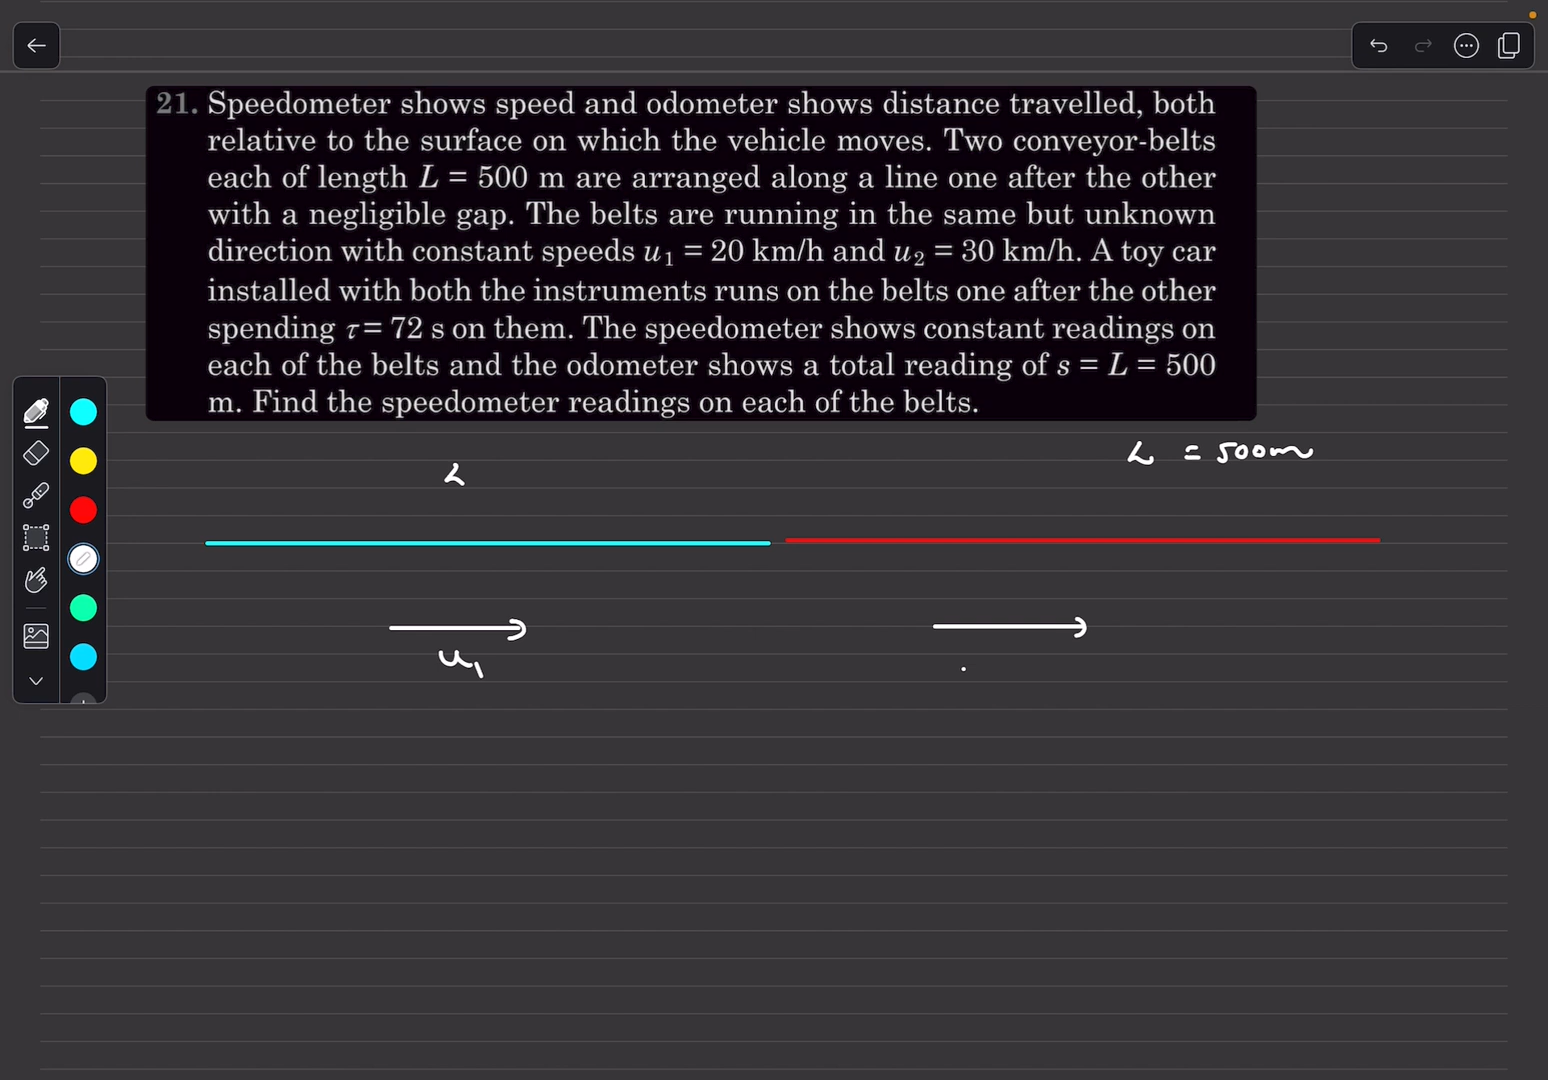 21. Speedometer shows speed and odometer shows distance travelled, both
relative to the surface on which the vehicle moves. Two conveyor-belts
each of length L = 500 m are arranged along a line one after the other
with a negligible gap. The belts are running in the same but unknown
direction with constant speeds u₁ = 20 km/h and u₂ = 30 km/h. A toy car
installed with both the instruments runs on the belts one after the other
spending τ = 72 s on them. The speedometer shows constant readings on
each of the belts and the odometer shows a total reading of s = L = 500
m. Find the speedometer readings on each of the belts.
L = 500m
L
u₁